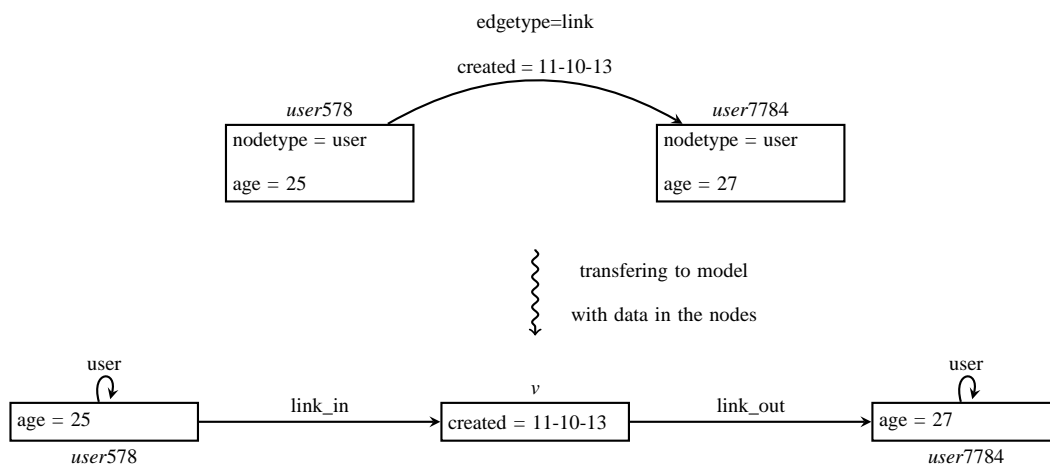 edgetype=link
created = 11-10-13
user578
user7784
nodetype = user
nodetype = user
age = 25
age = 27
transfering to model
with data in the nodes
user
v
user
age = 25
link_in
created = 11-10-13
link_out
age = 27
user578
user7784